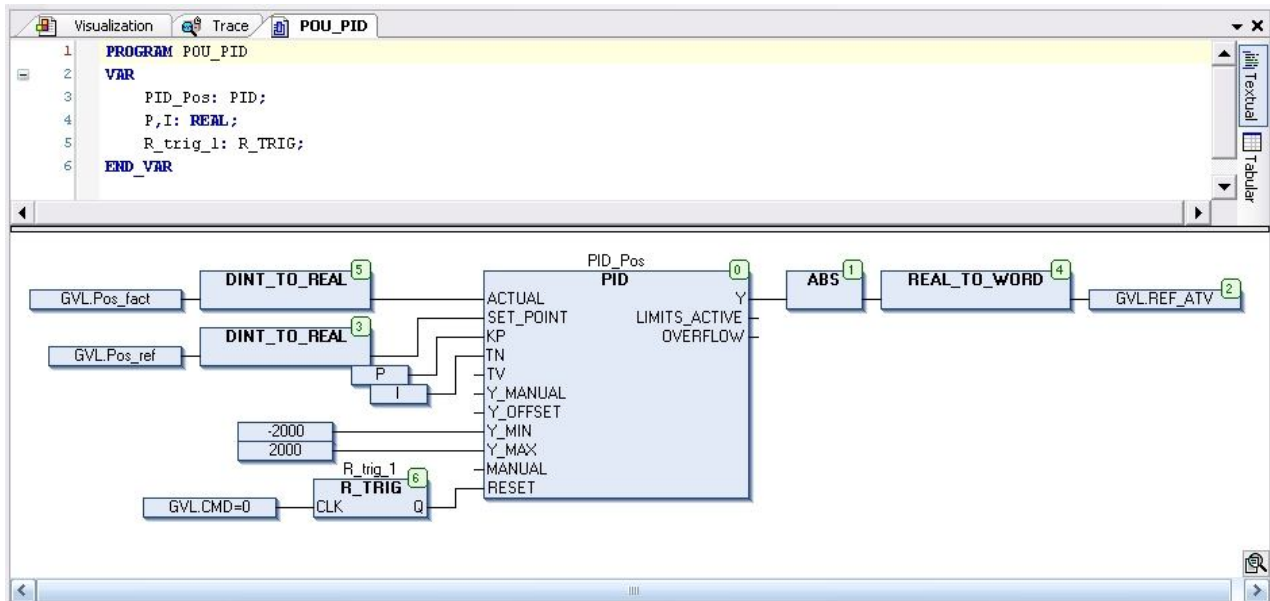 Visualization Trace POU_PID
1 PROGRAM POU_PID
2 VAR
3 PID_Pos: PID;
4 P,I: REAL;
5 R_trig_1: R_TRIG;
6 END_VAR
Textual
Tabular
PID_Pos
DINT_TO_REAL 5 PID 0 ABS 1 REAL_TO_WORD 4
GVL.Pos_fact ACTUAL Y GVL.REF_ATV 2
SET_POINT LIMITS_ACTIVE
DINT_TO_REAL 3 KP OVERFLOW
GVL.Pos_ref TN
P TV
I Y_MANUAL
Y_OFFSET
-2000 Y_MIN
2000 Y_MAX
R_trig_1 MANUAL
R_TRIG 6 RESET
GVL.CMD=0 CLK Q